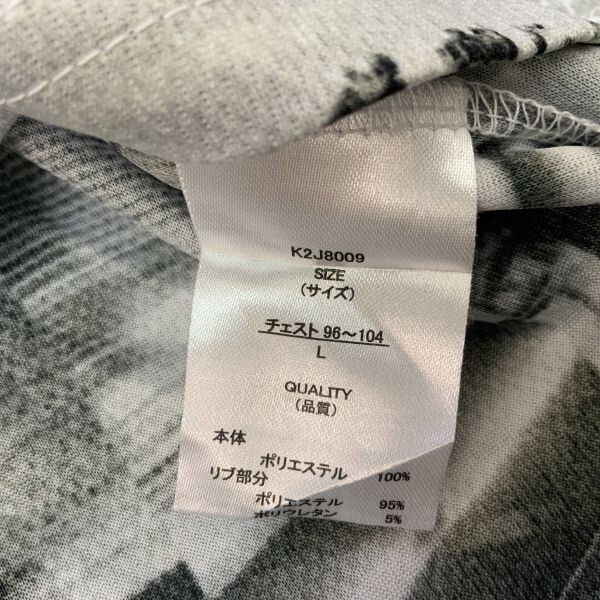 K2J8009
SIZE
(サイズ)
チェスト 96～104
L
QUALITY
(品質)
本体
ポリエステル 100%
リブ部分
ポリエステル 95%
ポリウレタン 5%